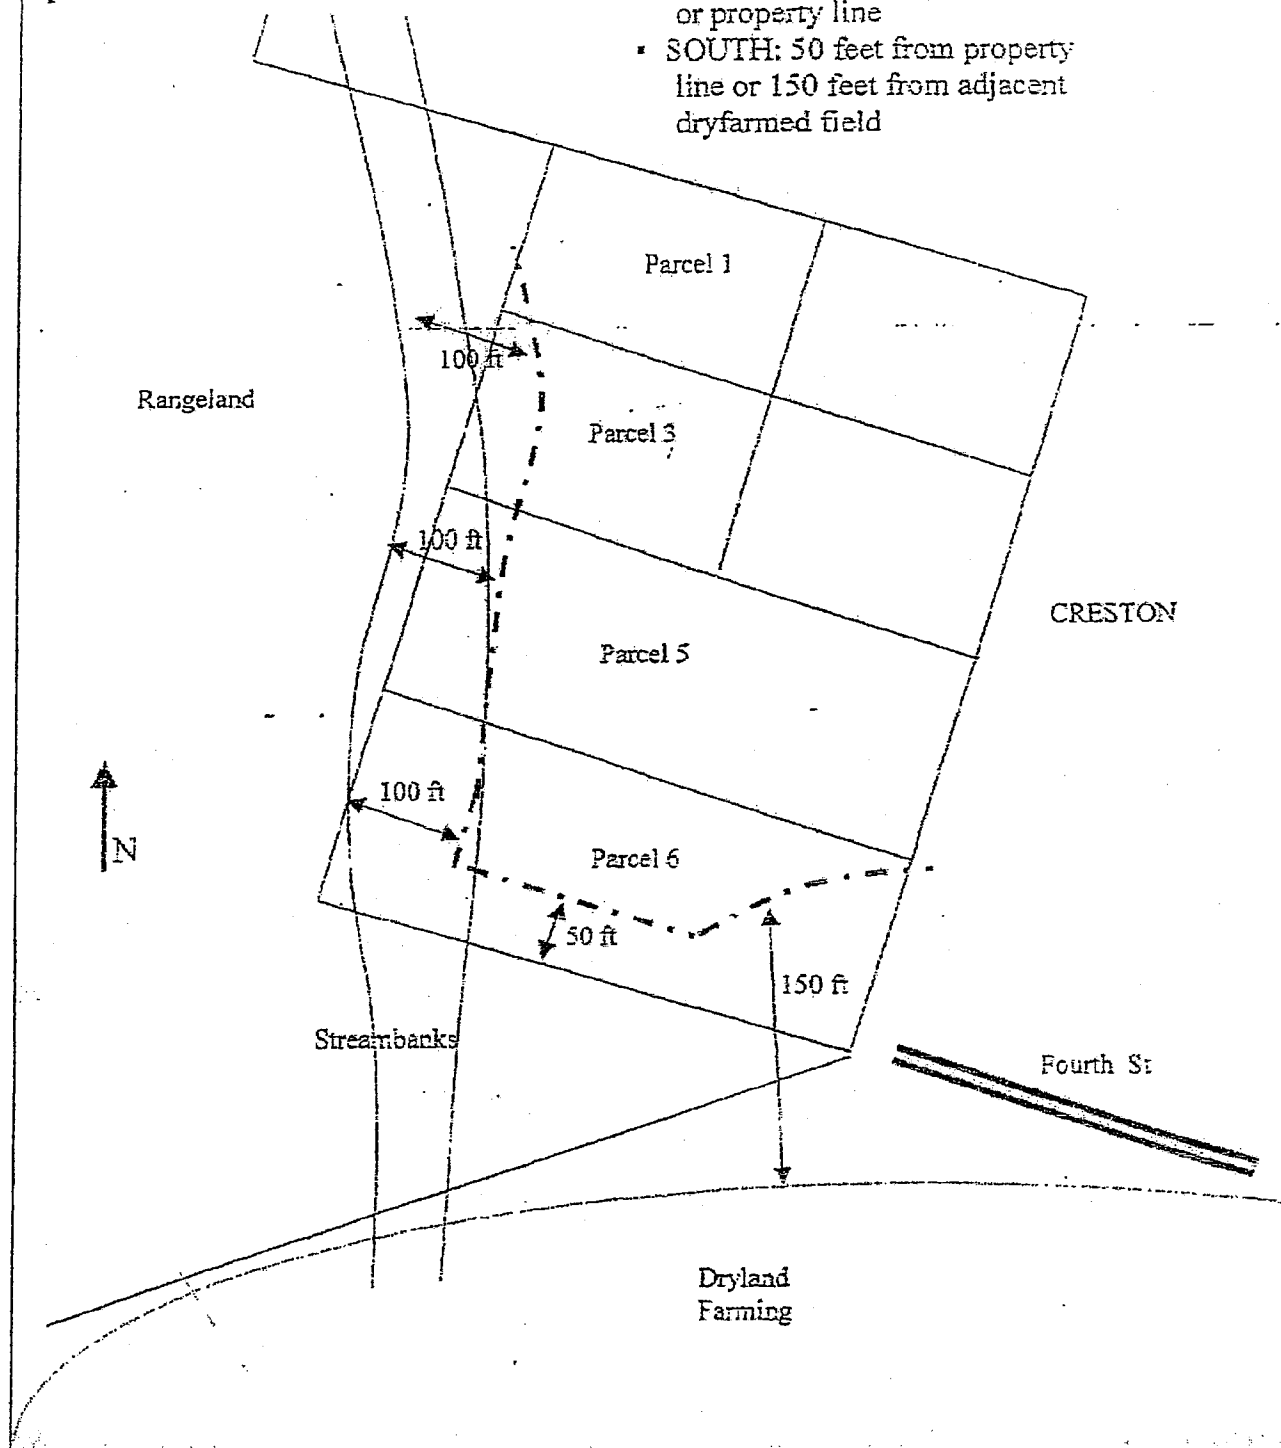 or property line
▪ SOUTH: 50 feet from property
line or 150 feet from adjacent
dryfarmed field
Parcel 1
100 ft
Rangeland
Parcel 3
100 ft
CRESTON
Parcel 5
100 ft
N
Parcel 6
50 ft
150 ft
Streambanks
Fourth St
Dryland
Farming